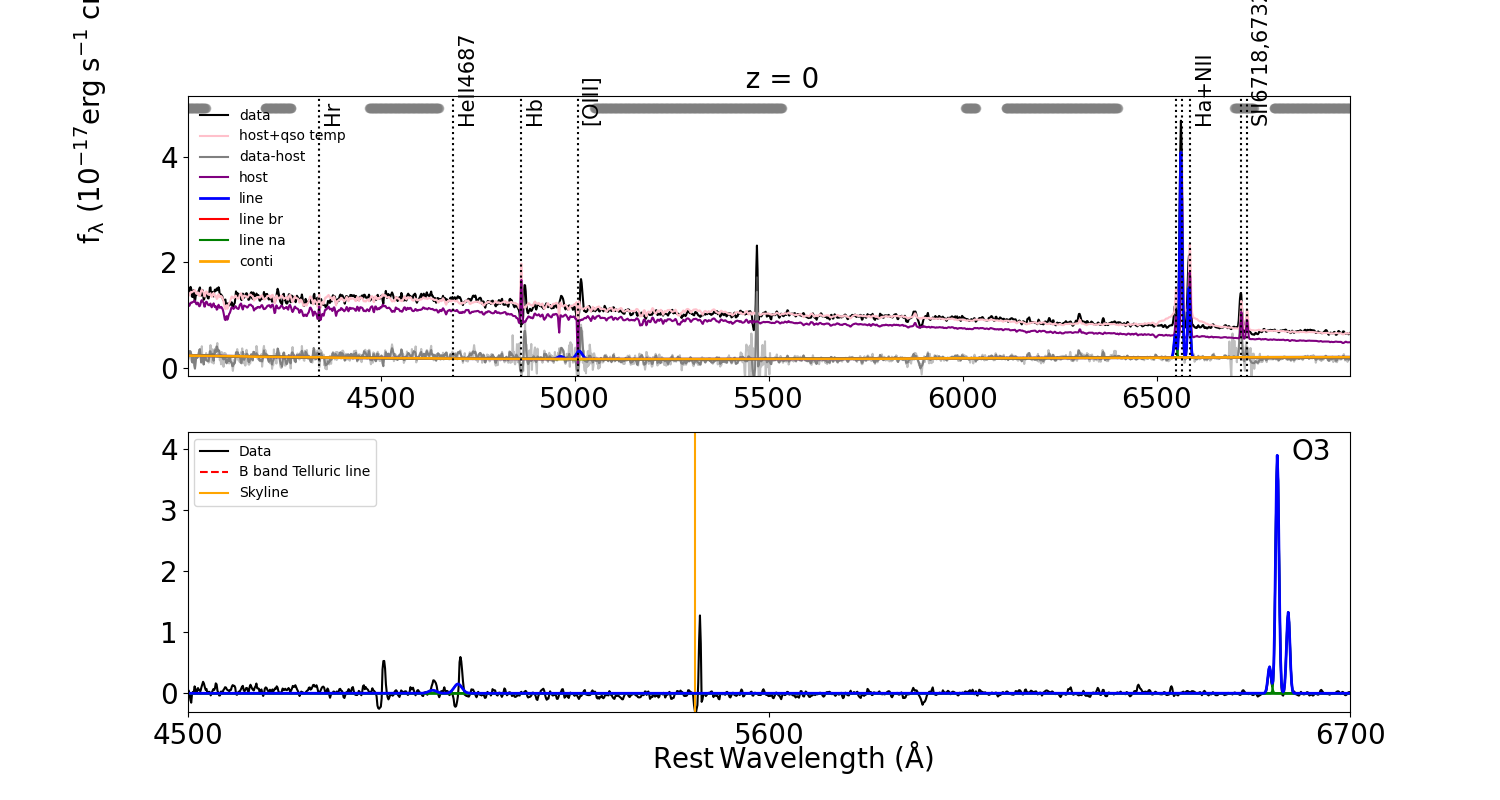 z = 0
f_λ (10^{-17}erg s^{-1}
Hr
HeII4687
Hb
[OIII]
Ha+NII
SII6718,673
data
host+qso temp
data-host
host
line
line br
line na
conti
4
2
0
4500
5000
5500
6000
6500
O3
Data
B band Telluric line
Skyline
4
3
2
1
0
4500
5600
6700
Rest Wavelength (Å)